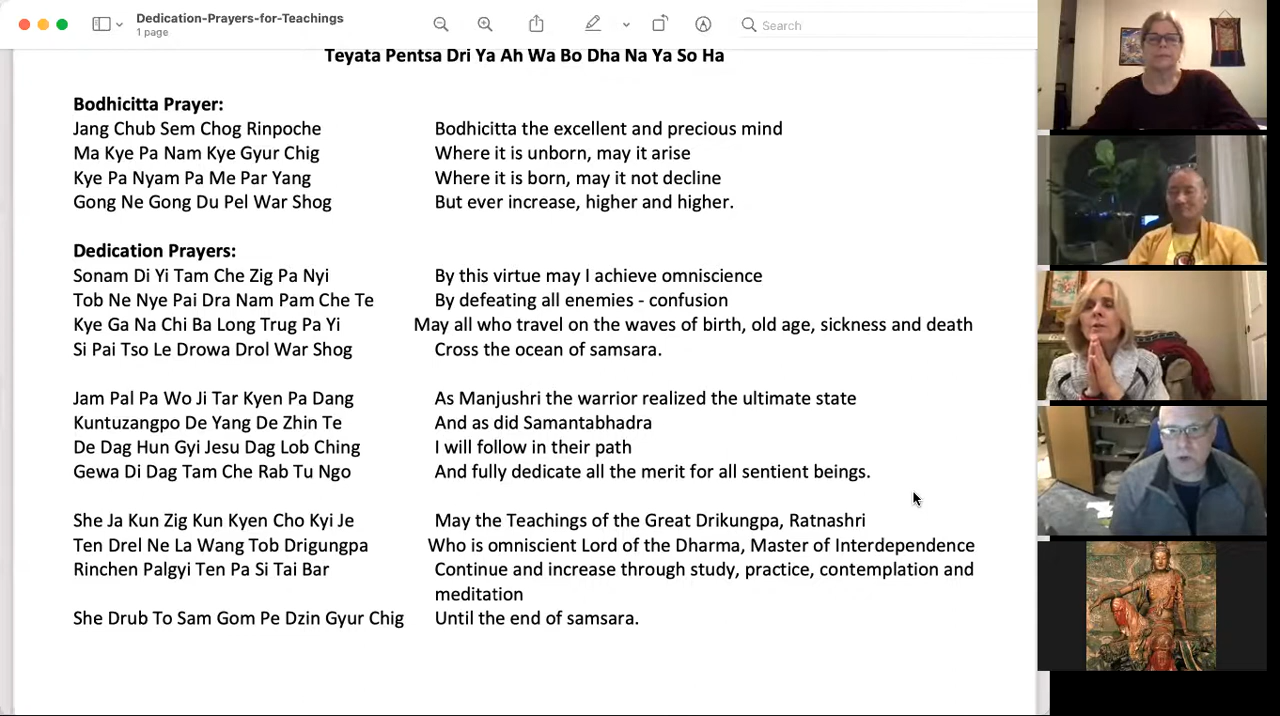 Dedication-Prayers-for-Teachings
1 page
Search
Teyata Pentsa Dri Ya Ah Wa Bo Dha Na Ya So Ha
Bodhicitta Prayer:
Jang Chub Sem Chog Rinpoche Bodhicitta the excellent and precious mind
Ma Kye Pa Nam Kye Gyur Chig Where it is unborn, may it arise
Kye Pa Nyam Pa Me Par Yang Where it is born, may it not decline
Gong Ne Gong Du Pel War Shog But ever increase, higher and higher.
Dedication Prayers:
Sonam Di Yi Tam Che Zig Pa Nyi By this virtue may I achieve omniscience
Tob Ne Nye Pai Dra Nam Pam Che Te By defeating all enemies - confusion
Kye Ga Na Chi Ba Long Trug Pa Yi May all who travel on the waves of birth, old age, sickness and death
Si Pai Tso Le Drowa Drol War Shog Cross the ocean of samsara.
Jam Pal Pa Wo Ji Tar Kyen Pa Dang As Manjushri the warrior realized the ultimate state
Kuntuzangpo De Yang De Zhin Te And as did Samantabhadra
De Dag Hun Gyi Jesu Dag Lob Ching I will follow in their path
Gewa Di Dag Tam Che Rab Tu Ngo And fully dedicate all the merit for all sentient beings.
She Ja Kun Zig Kun Kyen Cho Kyi Je May the Teachings of the Great Drikungpa, Ratnashri
Ten Drel Ne La Wang Tob Drigungpa Who is omniscient Lord of the Dharma, Master of Interdependence
Rinchen Palgyi Ten Pa Si Tai Bar Continue and increase through study, practice, contemplation and
meditation
She Drub To Sam Gom Pe Dzin Gyur Chig Until the end of samsara.